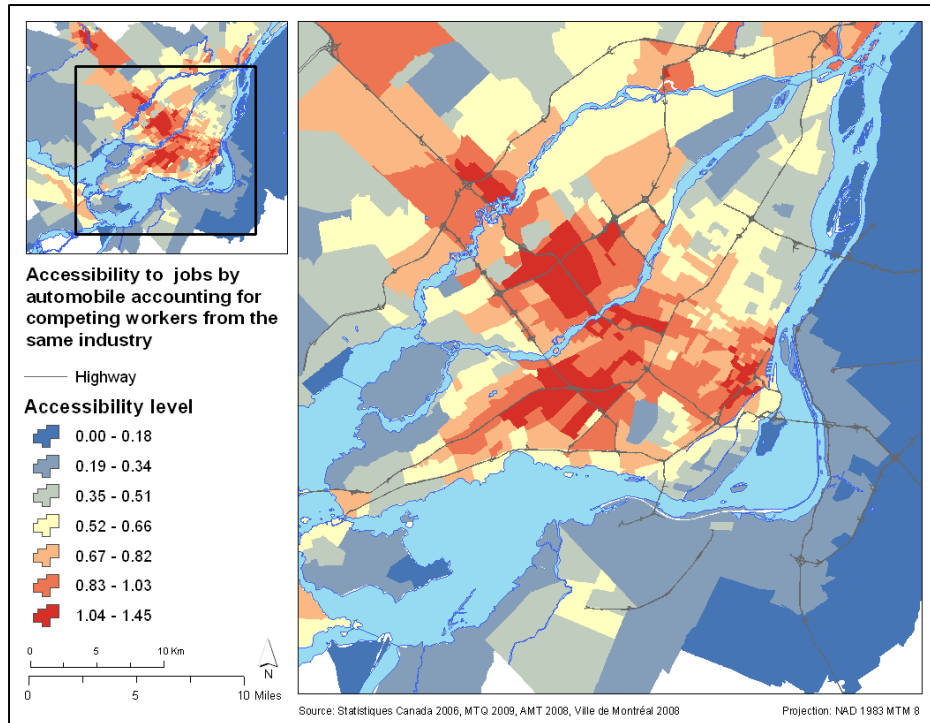 Accessibility to jobs by
automobile accounting for
competing workers from the
same industry
Highway
Accessibility level
0.00 - 0.18
0.19 - 0.34
0.35 - 0.51
0.52 - 0.66
0.67 - 0.82
0.83 - 1.03
1.04 - 1.45
0 5 10 Km
N
0 5 10 Miles
Source: Statistiques Canada 2006, MTQ 2009, AMT 2008, Ville de Montréal 2008
Projection: NAD 1983 MTM 8